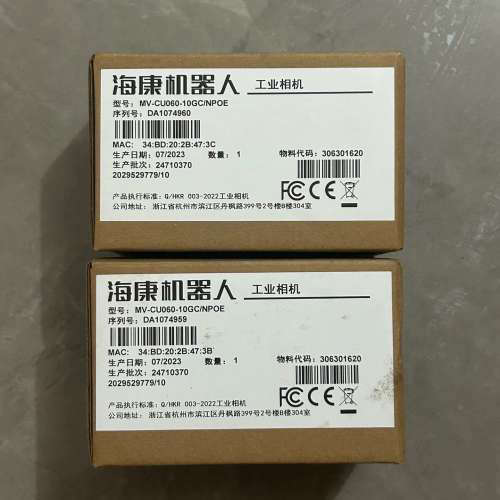 海康机器人 工业相机
型号: MV-CU060-10GC/NPOE
序列号: DA1074960
MAC: 34:BD:20:2B:47:3C
生产日期: 07/2023 数量: 1 物料代码: 306301620
生产批次: 24710370
2029529779/10
FC CE
产品执行标准: Q/HKR 003-2022工业相机
公司地址: 浙江省杭州市滨江区丹枫路399号2号楼B楼304室
海康机器人 工业相机
型号: MV-CU060-10GC/NPOE
序列号: DA1074959
MAC: 34:BD:20:2B:47:3B
生产日期: 07/2023 数量: 1 物料代码: 306301620
生产批次: 24710370
2029529779/10
FC CE
产品执行标准: Q/HKR 003-2022工业相机
公司地址: 浙江省杭州市滨江区丹枫路399号2号楼B楼304室